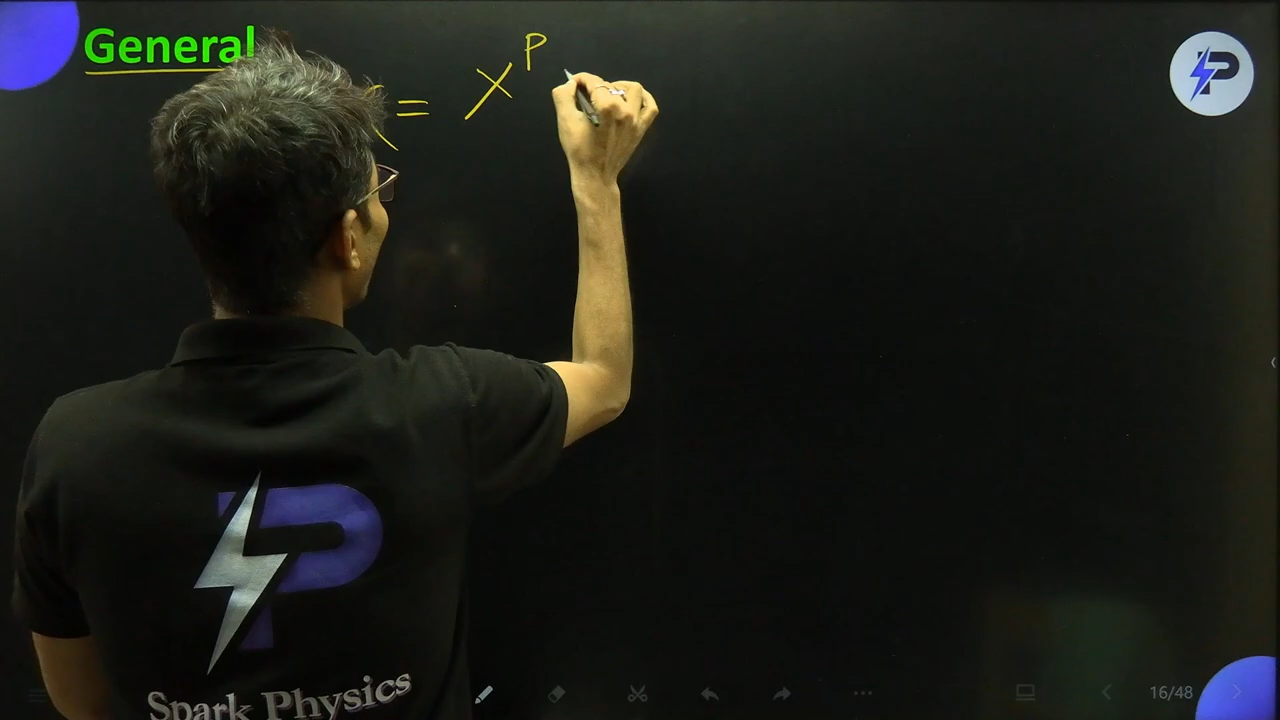 General
= x^P
Spark Physics
16/48